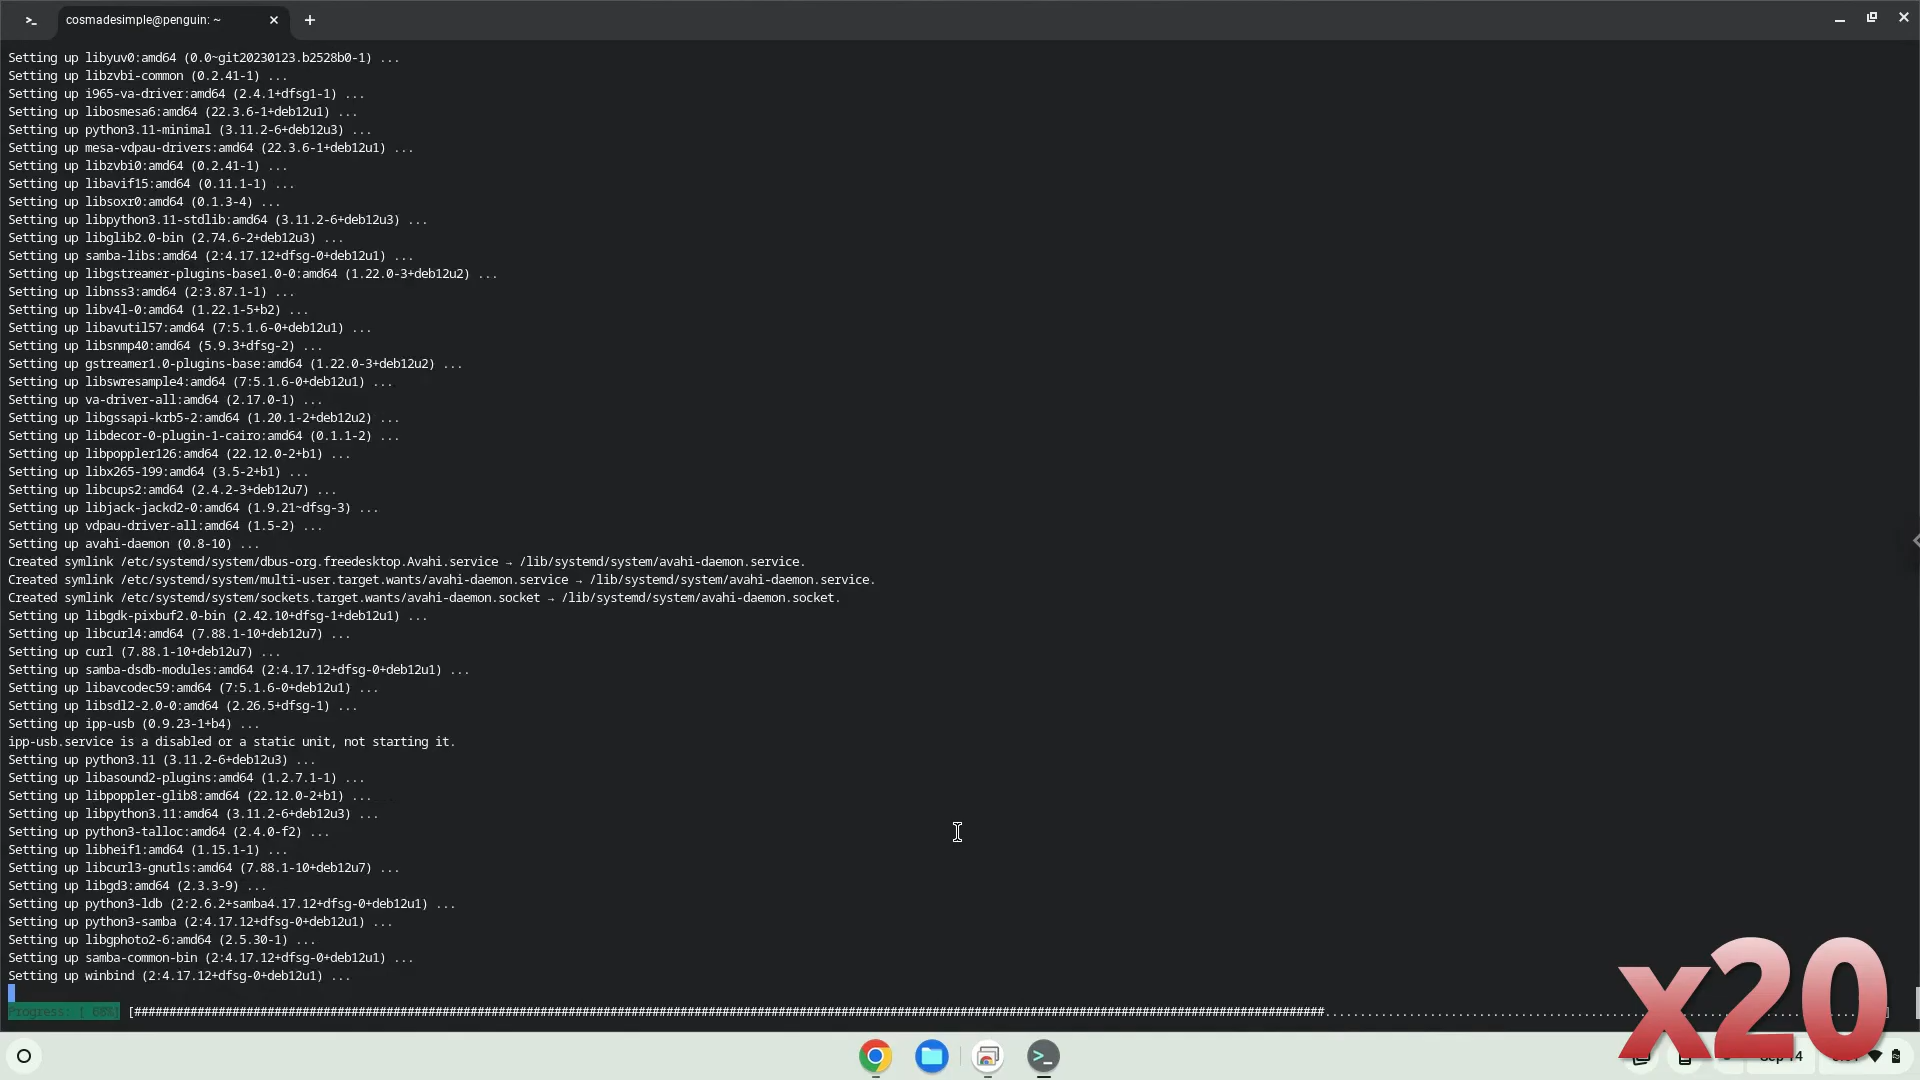 cosmadesimple@penguin: ~
Setting up libyuv0:amd64 (0.0~git20230123.b2528b0-1) ...
Setting up libzvbi-common (0.2.41-1) ...
Setting up i965-va-driver:amd64 (2.4.1+dfsg1-1) ...
Setting up libosmesa6:amd64 (22.3.6-1+deb12u1) ...
Setting up python3.11-minimal (3.11.2-6+deb12u3) ...
Setting up mesa-vdpau-drivers:amd64 (22.3.6-1+deb12u1) ...
Setting up libzvbi0:amd64 (0.2.41-1) ...
Setting up libavif15:amd64 (0.11.1-1) ...
Setting up libsoxr0:amd64 (0.1.3-4) ...
Setting up libpython3.11-stdlib:amd64 (3.11.2-6+deb12u3) ...
Setting up libglib2.0-bin (2.74.6-2+deb12u3) ...
Setting up samba-libs:amd64 (2:4.17.12+dfsg-0+deb12u1) ...
Setting up libgstreamer-plugins-base1.0-0:amd64 (1.22.0-3+deb12u2) ...
Setting up libnss3:amd64 (2:3.87.1-1) ...
Setting up libv4l-0:amd64 (1.22.1-5+b2) ...
Setting up libavutil57:amd64 (7:5.1.6-0+deb12u1) ...
Setting up libsnmp40:amd64 (5.9.3+dfsg-2) ...
Setting up gstreamer1.0-plugins-base:amd64 (1.22.0-3+deb12u2) ...
Setting up libswresample4:amd64 (7:5.1.6-0+deb12u1) ...
Setting up va-driver-all:amd64 (2.17.0-1) ...
Setting up libgssapi-krb5-2:amd64 (1.20.1-2+deb12u2) ...
Setting up libdecor-0-plugin-1-cairo:amd64 (0.1.1-2) ...
Setting up libpoppler126:amd64 (22.12.0-2+b1) ...
Setting up libx265-199:amd64 (3.5-2+b1) ...
Setting up libcups2:amd64 (2.4.2-3+deb12u7) ...
Setting up libjack-jackd2-0:amd64 (1.9.21~dfsg-3) ...
Setting up vdpau-driver-all:amd64 (1.5-2) ...
Setting up avahi-daemon (0.8-10) ...
Created symlink /etc/systemd/system/dbus-org.freedesktop.Avahi.service → /lib/systemd/system/avahi-daemon.service.
Created symlink /etc/systemd/system/multi-user.target.wants/avahi-daemon.service → /lib/systemd/system/avahi-daemon.service.
Created symlink /etc/systemd/system/sockets.target.wants/avahi-daemon.socket → /lib/systemd/system/avahi-daemon.socket.
Setting up libgdk-pixbuf2.0-bin (2.42.10+dfsg-1+deb12u1) ...
Setting up libcurl4:amd64 (7.88.1-10+deb12u7) ...
Setting up curl (7.88.1-10+deb12u7) ...
Setting up samba-dsdb-modules:amd64 (2:4.17.12+dfsg-0+deb12u1) ...
Setting up libavcodec59:amd64 (7:5.1.6-0+deb12u1) ...
Setting up libsdl2-2.0-0:amd64 (2.26.5+dfsg-1) ...
Setting up ipp-usb (0.9.23-1+b4) ...
ipp-usb.service is a disabled or a static unit, not starting it.
Setting up python3.11 (3.11.2-6+deb12u3) ...
Setting up libasound2-plugins:amd64 (1.2.7.1-1) ...
Setting up libpoppler-glib8:amd64 (22.12.0-2+b1) ...
Setting up libpython3.11:amd64 (3.11.2-6+deb12u3) ...
Setting up python3-talloc:amd64 (2.4.0-f2) ...
Setting up libheif1:amd64 (1.15.1-1) ...
Setting up libcurl3-gnutls:amd64 (7.88.1-10+deb12u7) ...
Setting up libgd3:amd64 (2.3.3-9) ...
Setting up python3-ldb (2:2.6.2+samba4.17.12+dfsg-0+deb12u1) ...
Setting up python3-samba (2:4.17.12+dfsg-0+deb12u1) ...
Setting up libgphoto2-6:amd64 (2.5.30-1) ...
Setting up samba-common-bin (2:4.17.12+dfsg-0+deb12u1) ...
Setting up winbind (2:4.17.12+dfsg-0+deb12u1) ...
Progress: [ 68%]
x20
Sep 14